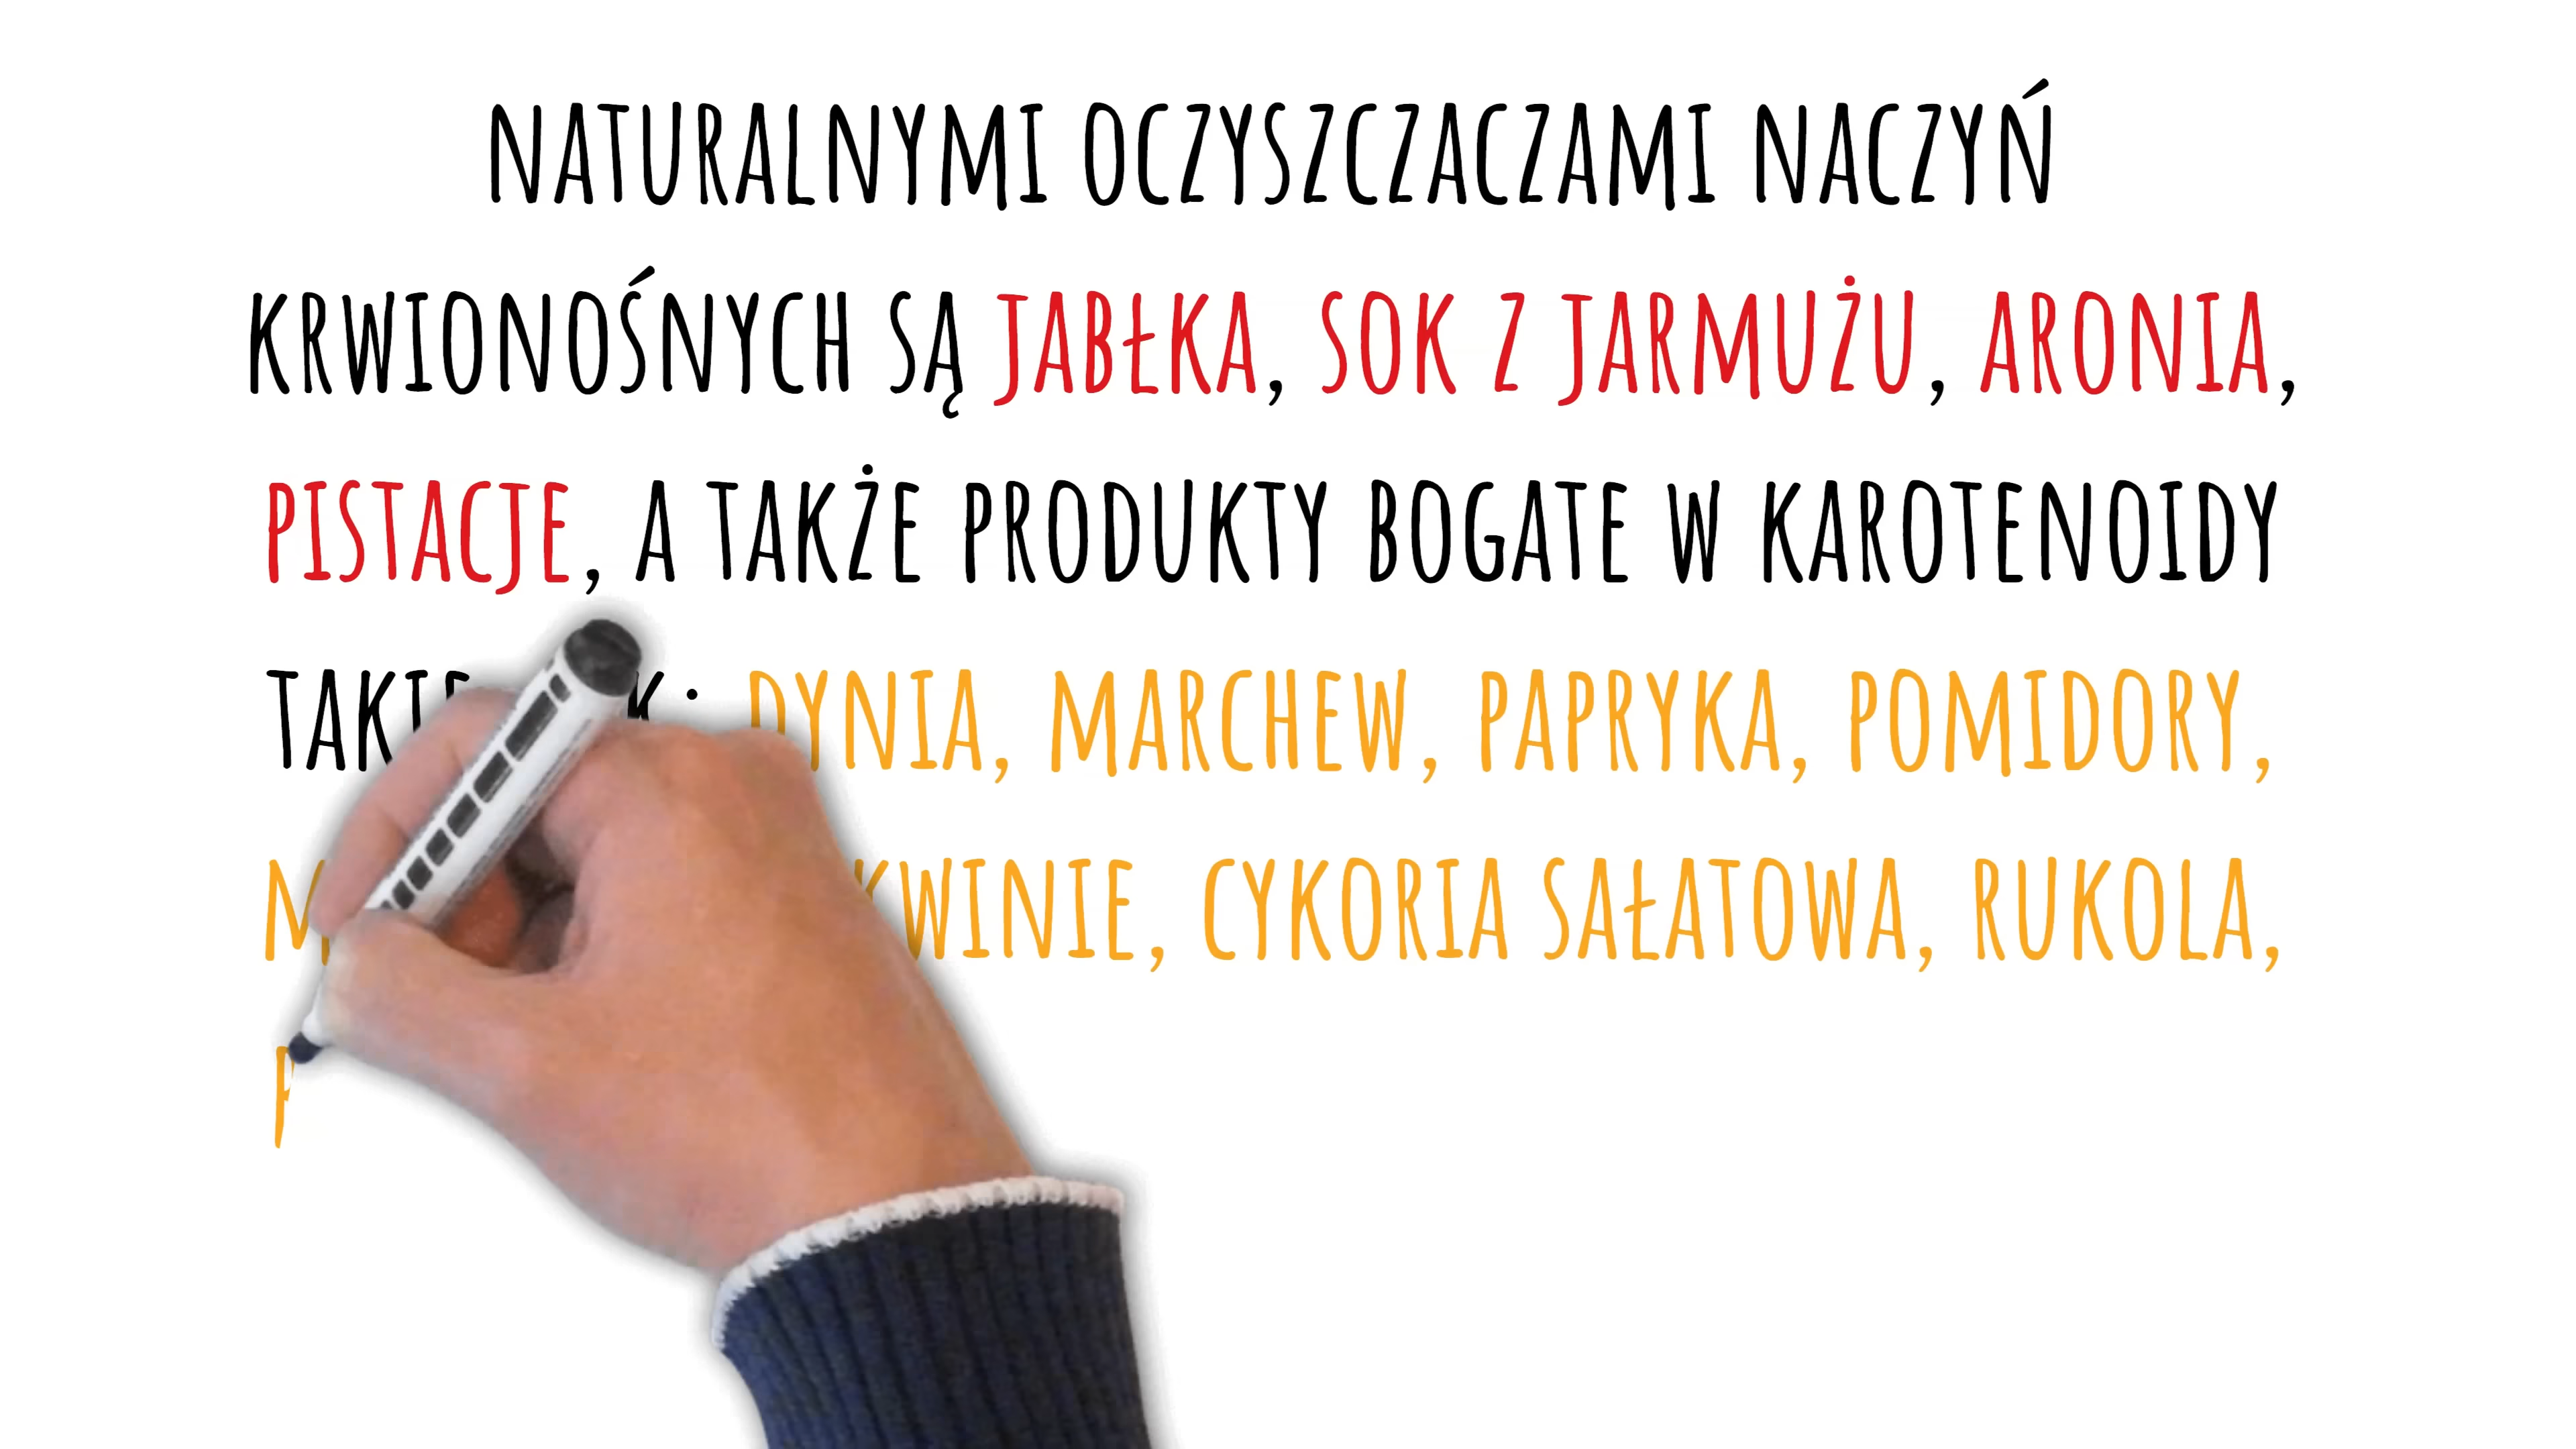 NATURALNYMI OCZYSZCZACZAMI NACZYŃ
KRWIONOŚNYCH SĄ JABŁKA, SOK Z JARMUŻU, ARONIA,
PISTACJE, A TAKŻE PRODUKTY BOGATE W KAROTENOIDY
DYNIA, MARCHEW, PAPRYKA, POMIDORY,
CYKORIA SAŁATOWA, RUKOLA,